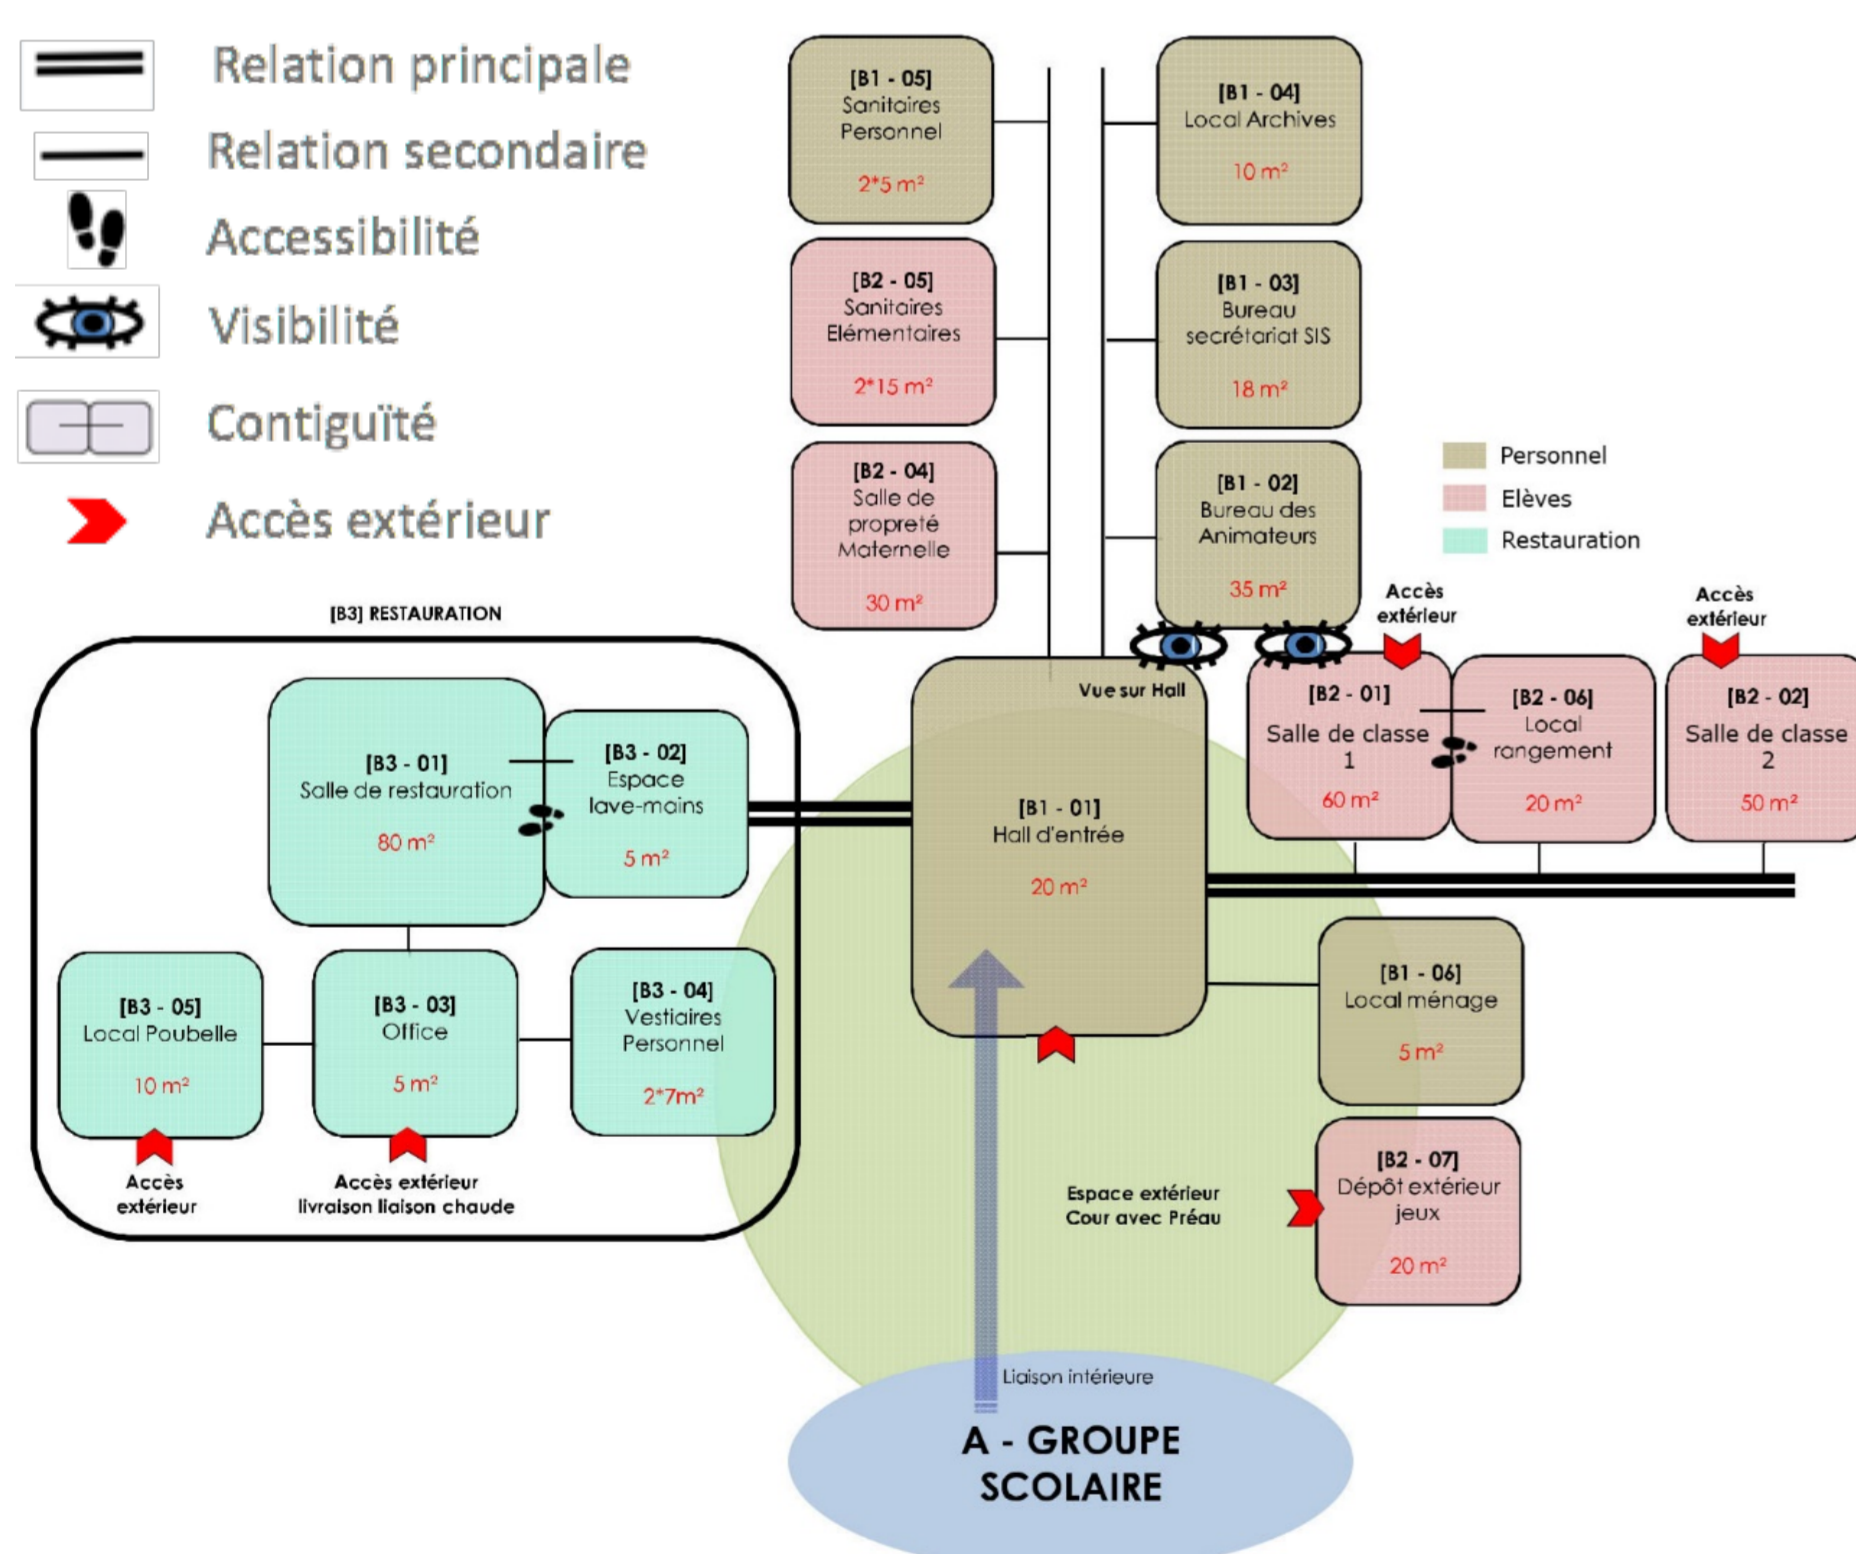 Relation principale
Relation secondaire
Accessibilité
Visibilité
Contiguïté
Accès extérieur
[B1 - 05]
Sanitaires
Personnel
2*5 m²
[B1 - 04]
Local Archives
10 m²
[B2 - 05]
Sanitaires
Elémentaires
2*15 m²
[B1 - 03]
Bureau
secrétariat SIS
18 m²
[B2 - 04]
Salle de
propreté
Maternelle
30 m²
[B1 - 02]
Bureau des
Animateurs
35 m²
Personnel
Elèves
Restauration
Accès
extérieur
Accès
extérieur
[B3] RESTAURATION
[B3 - 01]
Salle de restauration
80 m²
[B3 - 02]
Espace
lave-mains
5 m²
Vue sur Hall
[B1 - 01]
Hall d'entrée
20 m²
[B2 - 01]
Salle de classe
1
60 m²
[B2 - 06]
Local
rangement
20 m²
[B2 - 02]
Salle de classe
2
50 m²
[B3 - 05]
Local Poubelle
10 m²
[B3 - 03]
Office
5 m²
[B3 - 04]
Vestiaires
Personnel
2*7m²
[B1 - 06]
Local ménage
5 m²
Accès
extérieur
Accès extérieur
livraison liaison chaude
Espace extérieur
Cour avec Préau
[B2 - 07]
Dépôt extérieur
jeux
20 m²
Liaison intérieure
A - GROUPE
SCOLAIRE